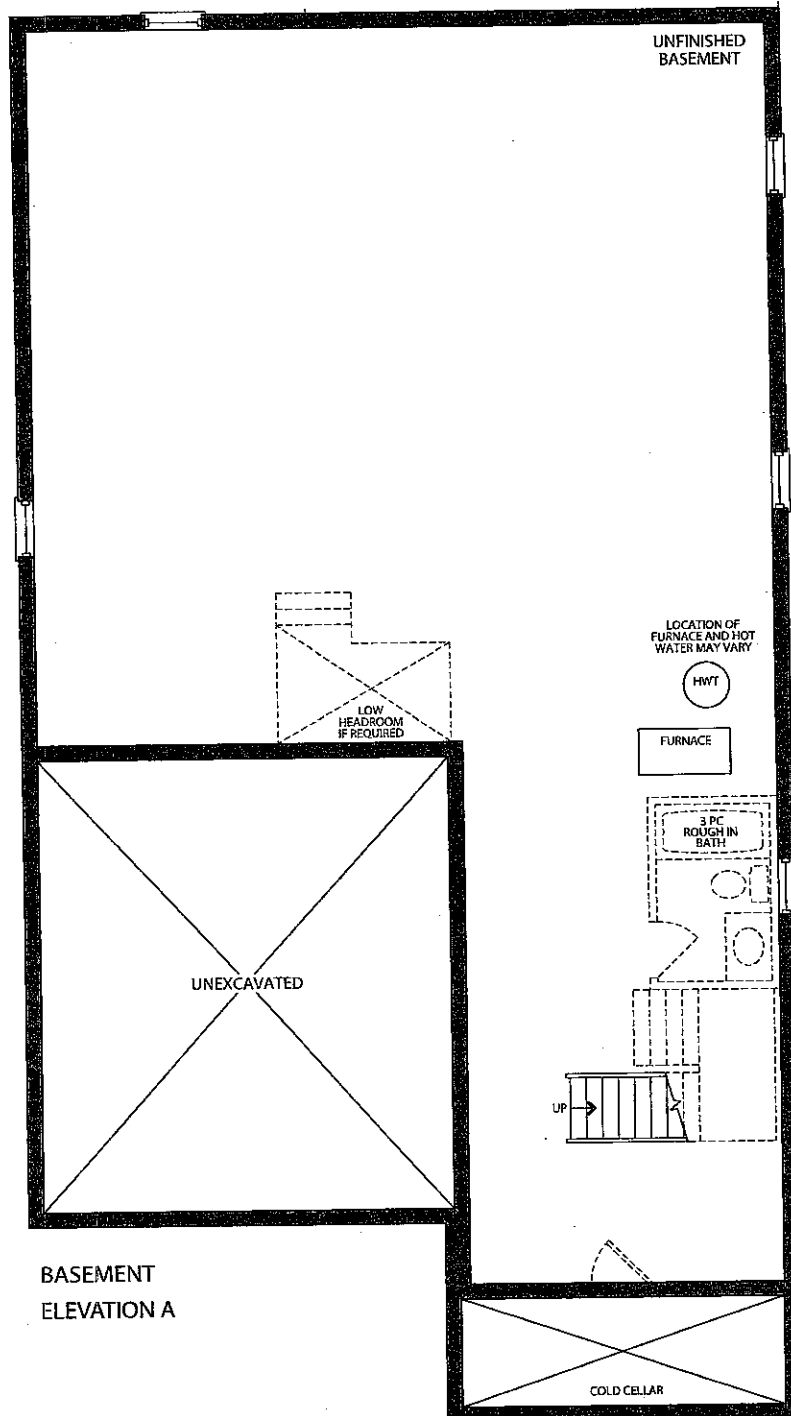 UNFINISHED
BASEMENT
LOCATION OF
FURNACE AND HOT
WATER MAY VARY
HWT
LOW
HEADROOM
IF REQUIRED
FURNACE
3 PC
ROUGH IN
BATH
UNEXCAVATED
UP
BASEMENT
ELEVATION A
COLD CELLAR